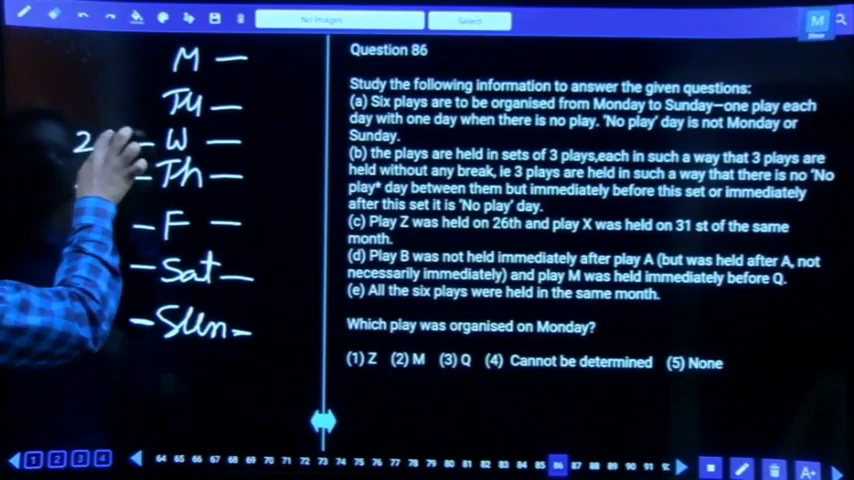 No Images
Select
M
Show
M —
Tu —
2 — W —
— Th —
— F —
— Sat —
— Sun —
Question 86
Study the following information to answer the given questions:
(a) Six plays are to be organised from Monday to Sunday—one play each
day with one day when there is no play. 'No play' day is not Monday or
Sunday.
(b) the plays are held in sets of 3 plays,each in such a way that 3 plays are
held without any break, ie 3 plays are held in such a way that there is no 'No
play* day between them but immediately before this set or immediately
after this set it is 'No play' day.
(c) Play Z was held on 26th and play X was held on 31 st of the same
month.
(d) Play B was not held immediately after play A (but was held after A, not
necessarily immediately) and play M was held immediately before Q.
(e) All the six plays were held in the same month.
Which play was organised on Monday?
(1) Z (2) M (3) Q (4) Cannot be determined (5) None
1 2 3 4 64 65 66 67 68 69 70 71 72 73 74 75 76 77 78 79 80 81 82 83 84 85 86 87 88 89 90 91 A+